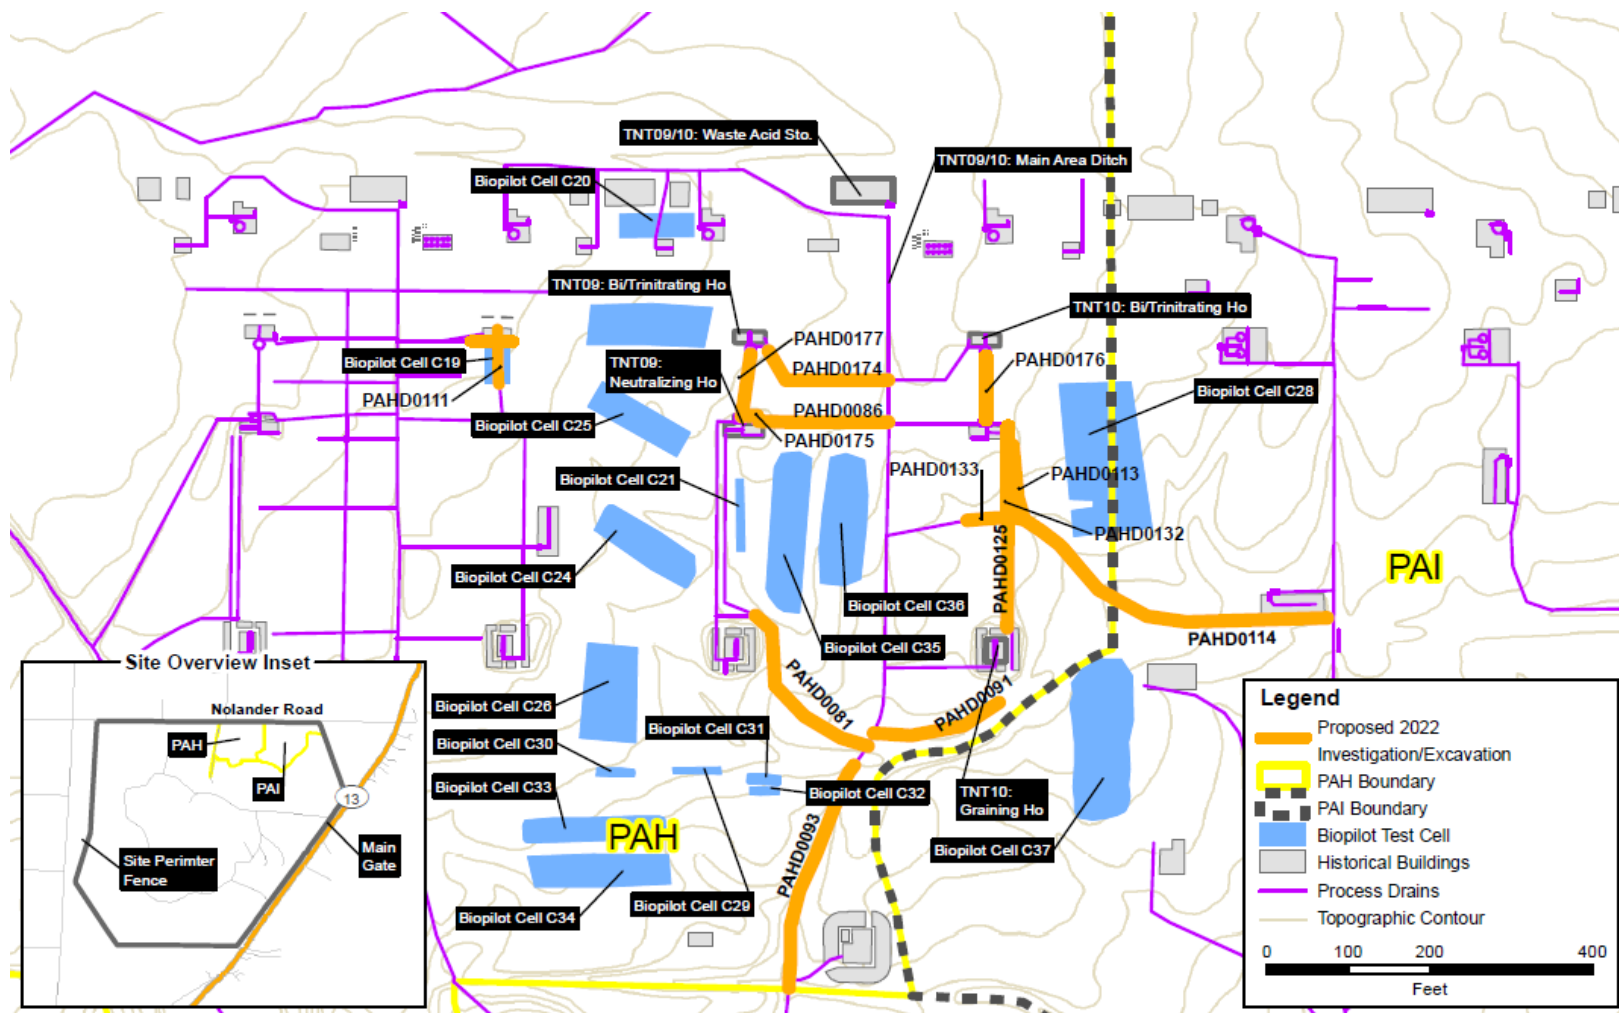 TNT09/10: Waste Acid Sto.
TNT09/10: Main Area Ditch
Biopilot Cell C20
TNT09: Bi/Trinitrating Ho
TNT10: Bi/Trinitrating Ho
PAHD0177
TNT09:
Neutralizing Ho
PAHD0174
PAHD0176
Biopilot Cell C19
PAHD0111
Biopilot Cell C28
PAHD0086
Biopilot Cell C25
PAHD0175
PAHD0133
PAHD0113
Biopilot Cell C21
PAHD0132
PAHD0125
Biopilot Cell C24
PAI
Biopilot Cell C36
PAHD0114
Biopilot Cell C35
PAHD0081
PAHD0091
Biopilot Cell C26
Biopilot Cell C31
Biopilot Cell C30
Biopilot Cell C33
Biopilot Cell C32
TNT10:
Graining Ho
PAH
PAHD0093
Biopilot Cell C37
Biopilot Cell C29
Biopilot Cell C34
Site Overview Inset
Nolander Road
PAH
PAI
13
Main
Gate
Site Perimter
Fence
Legend
Proposed 2022
Investigation/Excavation
PAH Boundary
PAI Boundary
Biopilot Test Cell
Historical Buildings
Process Drains
Topographic Contour
0 100 200 400
Feet